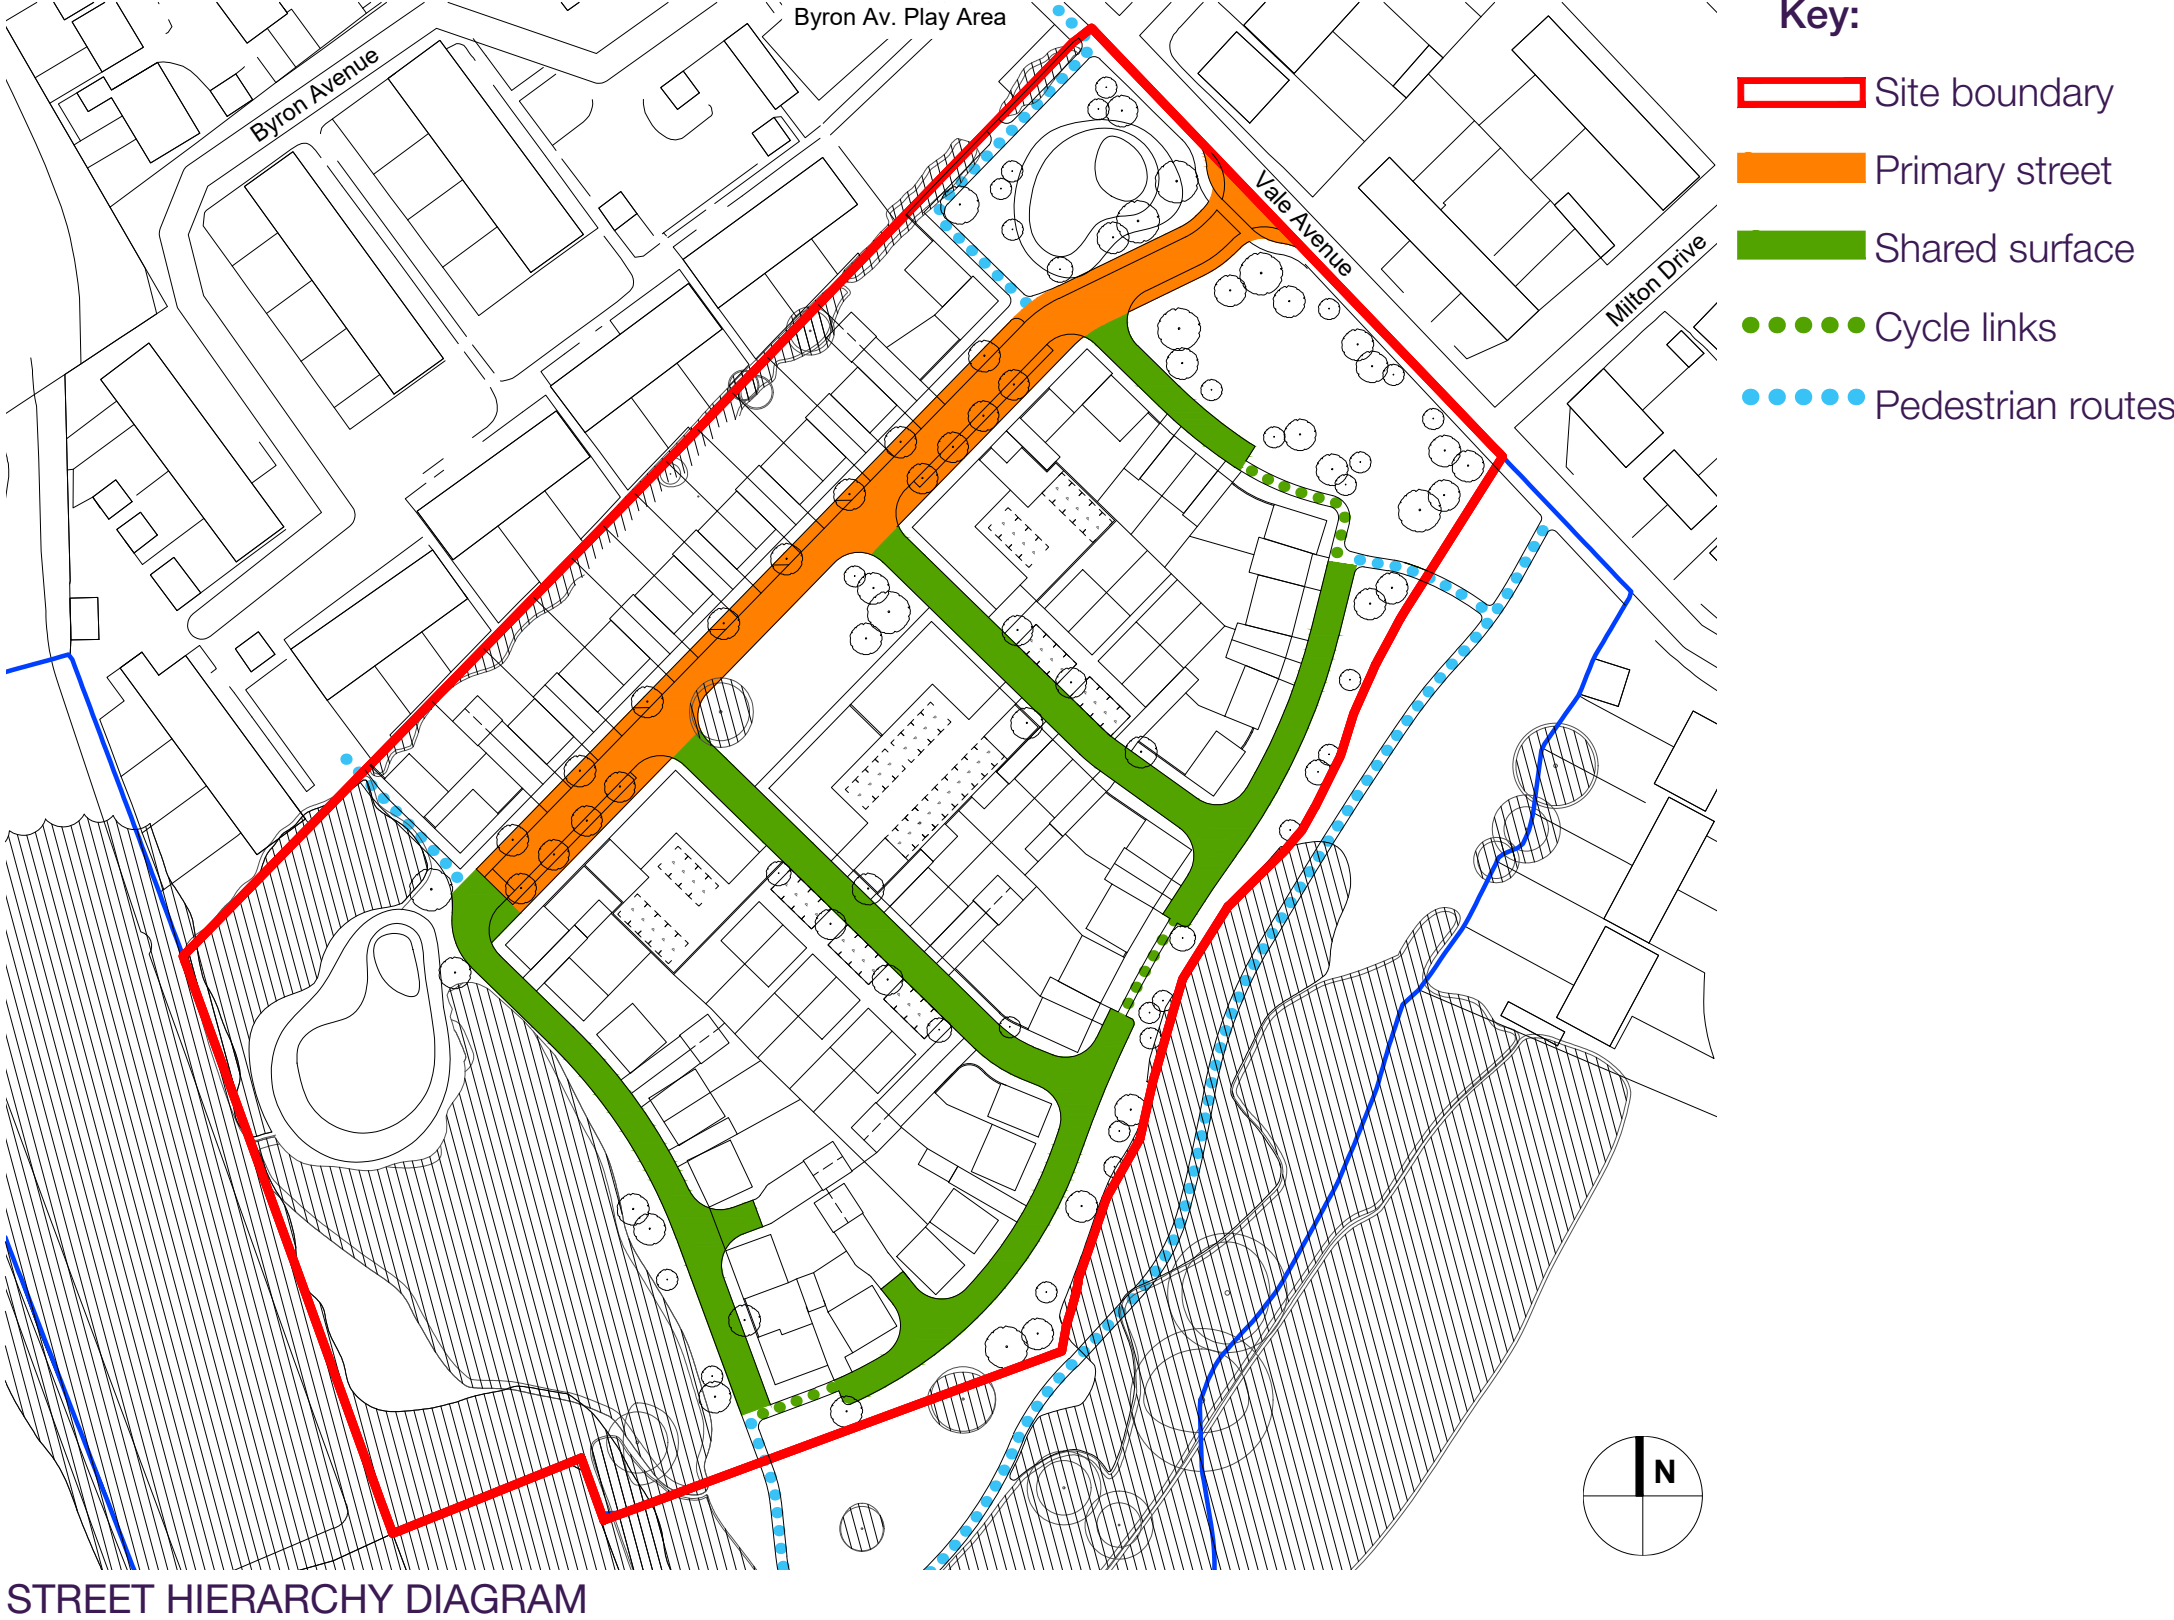 Byron Av. Play Area
Byron Avenue
Vale Avenue
Milton Drive
Key:
Site boundary
Primary street
Shared surface
Cycle links
Pedestrian routes
N
STREET HIERARCHY DIAGRAM